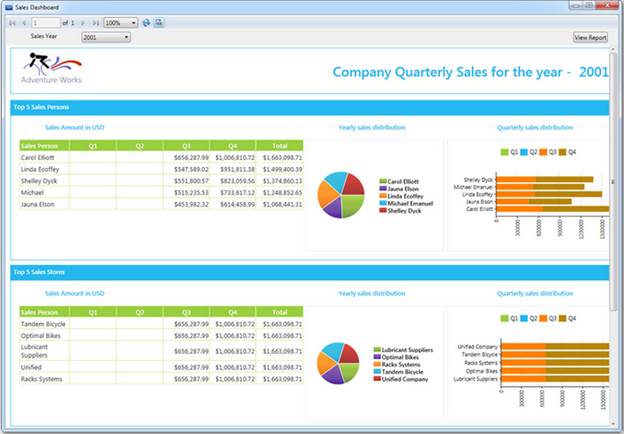 Sales Dashboard
1 of 1 100%
Sales Year 2001 View Report
Adventure Works
Company Quarterly Sales for the year - 2001
Top 5 Sales Persons
Sales Amount in USD Yearly sales distribution Quarterly sales distribution
Sales Person Q1 Q2 Q3 Q4 Total
Carol Elliott $656,287.99 $1,006,810.72 $1,663,098.71
Linda Ecoffey $547,589.02 $951,811.38 $1,499,400.39
Shelley Dyck $551,800.57 $823,059.56 $1,374,860.13
Michael $515,235.53 $733,617.12 $1,248,852.65
Jauna Elson $453,982.32 $614,458.99 $1,068,441.31
Carol Elliott
Jauna Elson
Linda Ecoffey
Michael Emanuel
Shelley Dyck
Q1 Q2 Q3 Q4
Shelley Dyck
Michael Emanuel
Linda Ecoffey
Jauna Elson
Carol Elliott
0 300000 600000 900000 1200000 1500000
Top 5 Sales Stores
Sales Amount in USD Yearly sales distribution Quarterly sales distribution
Sales Person Q1 Q2 Q3 Q4 Total
Tandem Bicycle $656,287.99 $1,006,810.72 $1,663,098.71
Optimal Bikes $656,287.99 $1,006,810.72 $1,663,098.71
Lubricant
Suppliers $656,287.99 $1,006,810.72 $1,663,098.71
Unified $656,287.99 $1,006,810.72 $1,663,098.71
Racks Systems $656,287.99 $1,006,810.72 $1,663,098.71
Lubricant Suppliers
Optimal Bikes
Racks Systems
Tandem Bicycle
Unified Company
Q1 Q2 Q3 Q4
Unified Company
Tandem Bicycle
Racks Systems
Optimal Bikes
Lubricant Suppliers
0 300000 600000 900000 1200000 1500000